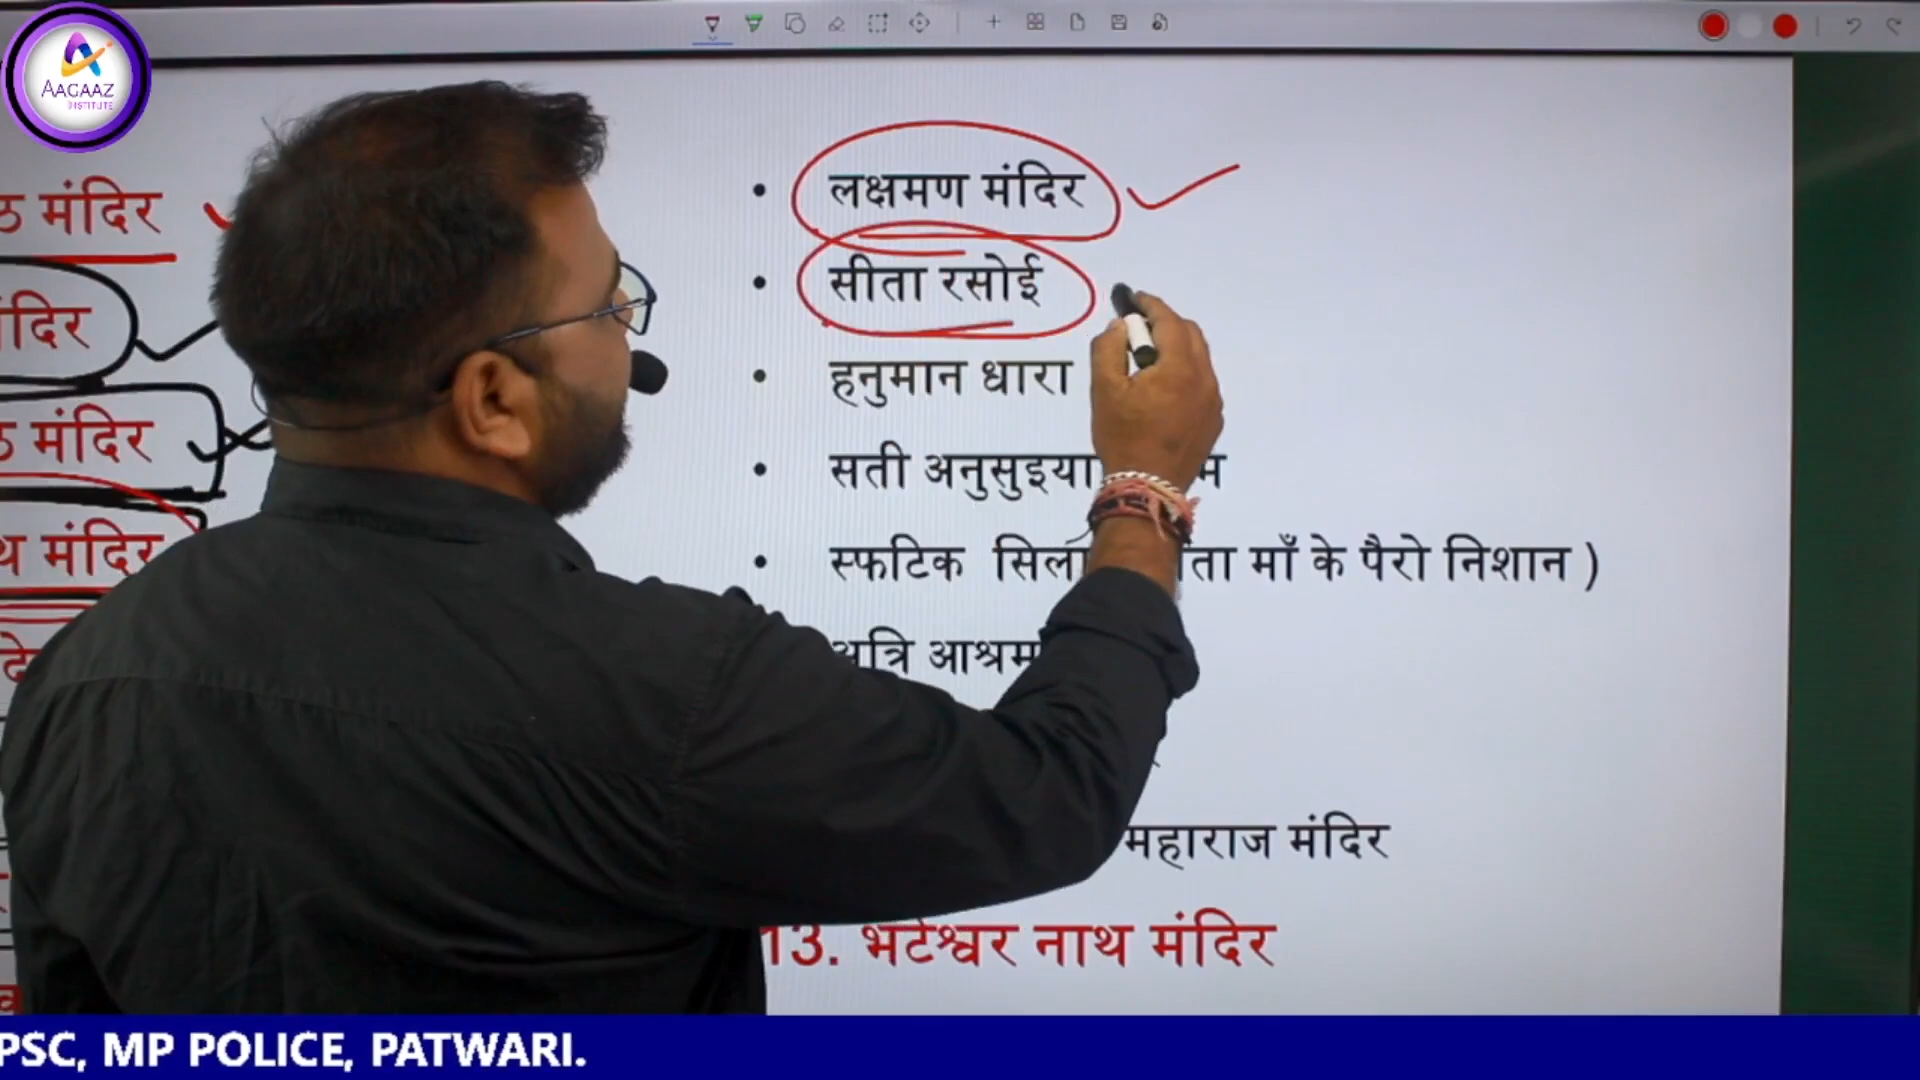 AAGAAZ
INSTITUTE
मंदिर
मंदिर
मंदिर
लक्षमण मंदिर
सीता रसोई
हनुमान धारा
सती अनुसुइया
स्फटिक माँ के पैरो निशान )
अत्रि आश्रम
महाराज मंदिर
13. भटेश्वर नाथ मंदिर
MP POLICE, PATWARI.